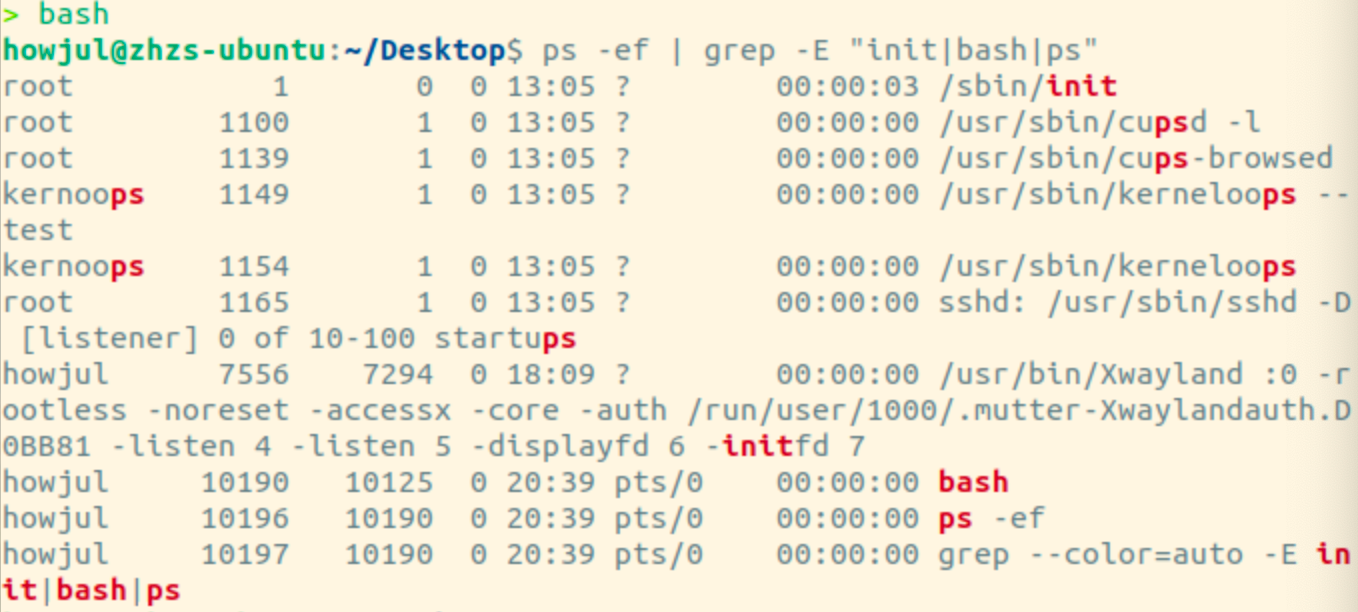 > bash
howjul@zhzs-ubuntu:~/Desktop$ ps -ef | grep -E "init|bash|ps"
root           1       0  0 13:05 ?        00:00:03 /sbin/init
root        1100       1  0 13:05 ?        00:00:00 /usr/sbin/cupsd -l
root        1139       1  0 13:05 ?        00:00:00 /usr/sbin/cups-browsed
kernoops    1149       1  0 13:05 ?        00:00:00 /usr/sbin/kerneloops --
test
kernoops    1154       1  0 13:05 ?        00:00:00 /usr/sbin/kerneloops
root        1165       1  0 13:05 ?        00:00:00 sshd: /usr/sbin/sshd -D
 [listener] 0 of 10-100 startups
howjul      7556    7294  0 18:09 ?        00:00:00 /usr/bin/Xwayland :0 -r
ootless -noreset -accessx -core -auth /run/user/1000/.mutter-Xwaylandauth.D
0BB81 -listen 4 -listen 5 -displayfd 6 -initfd 7
howjul     10190   10125  0 20:39 pts/0    00:00:00 bash
howjul     10196   10190  0 20:39 pts/0    00:00:00 ps -ef
howjul     10197   10190  0 20:39 pts/0    00:00:00 grep --color=auto -E in
it|bash|ps